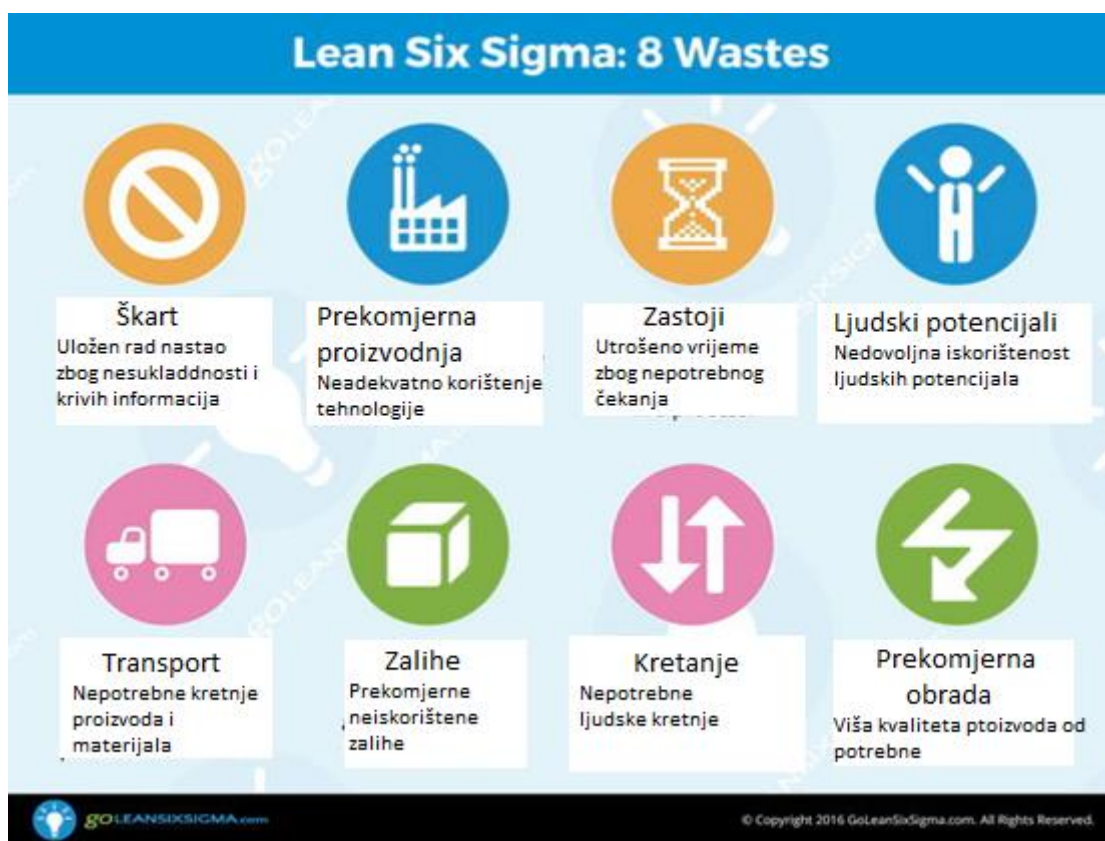 Lean Six Sigma: 8 Wastes
Škart
Uložen rad nastao
zbog nesukladdnosti i
krivih informacija
Prekomjerna
proizvodnja
Neadekvatno korištenje
tehnologije
Zastoji
Utrošeno vrijeme
zbog nepotrebnog
čekanja
Ljudski potencijali
Nedovoljna iskorištenost
ljudskih potencijala
Transport
Nepotrebne kretnje
proizvoda i
materijala
Zalihe
Prekomjerne
neiskorištene
zalihe
Kretanje
Nepotrebne
ljudske kretnje
Prekomjerna
obrada
Viša kvaliteta ptoizvoda od
potrebne
goLEANSIXSIGMA.com
© Copyright 2016 GoLeanSixSigma.com. All Rights Reserved.